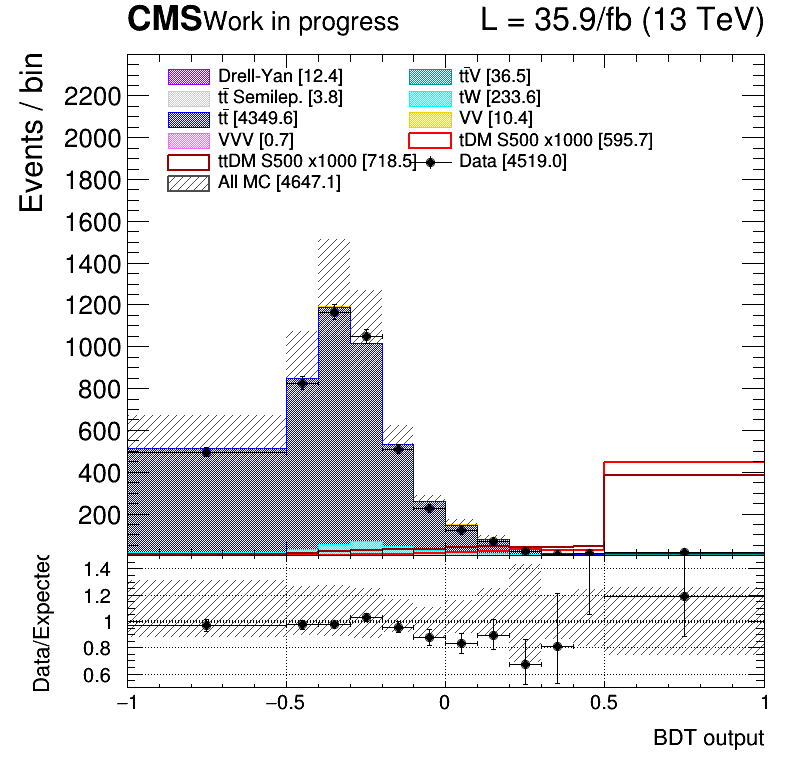 CMS Work in progress L = 35.9/fb (13 TeV)
Events / bin
Drell-Yan [12.4] tt̄V [36.5]
tt̄ Semilep. [3.8] tW [233.6]
tt̄ [4349.6] VV [10.4]
VVV [0.7] tDM S500 x1000 [595.7]
ttDM S500 x1000 [718.5] Data [4519.0]
All MC [4647.1]
2200
2000
1800
1600
1400
1200
1000
800
600
400
200
Data/Expected
1.4
1.2
1
0.8
0.6
−1 −0.5 0 0.5 1
BDT output